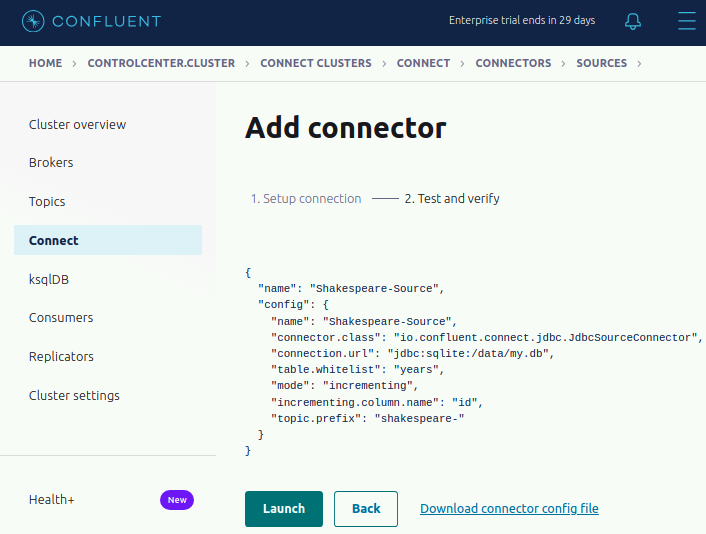 CONFLUENT
Enterprise trial ends in 29 days
HOME > CONTROLCENTER.CLUSTER > CONNECT CLUSTERS > CONNECT > CONNECTORS > SOURCES >
Cluster overview
Brokers
Topics
Connect
ksqlDB
Consumers
Replicators
Cluster settings
Health+ New
Add connector
1. Setup connection 2. Test and verify
{
  "name": "Shakespeare-Source",
  "config": {
    "name": "Shakespeare-Source",
    "connector.class": "io.confluent.connect.jdbc.JdbcSourceConnector",
    "connection.url": "jdbc:sqlite:/data/my.db",
    "table.whitelist": "years",
    "mode": "incrementing",
    "incrementing.column.name": "id",
    "topic.prefix": "shakespeare-"
  }
}
Launch Back Download connector config file